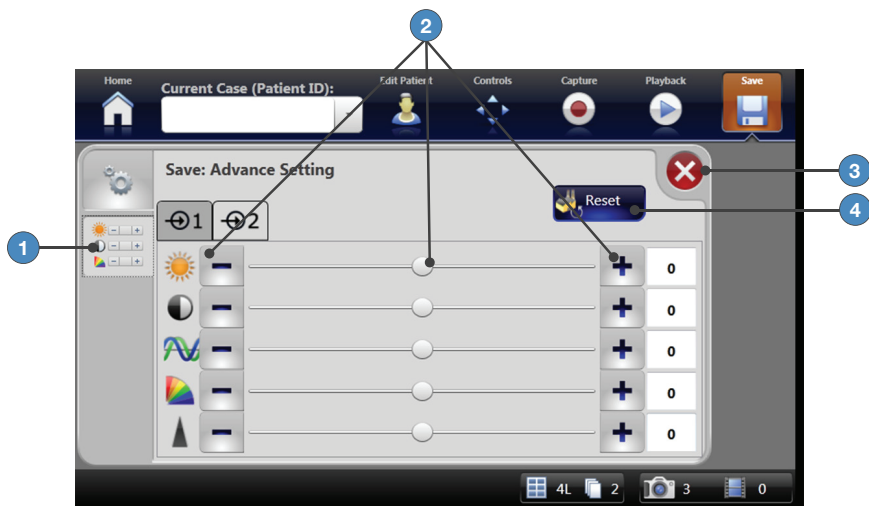 2
Home
Current Case (Patient ID):
Edit Patient
Controls
Capture
Playback
Save
Save: Advance Setting
3
Reset
4
1
2
1
0
0
0
0
0
4L
2
3
0